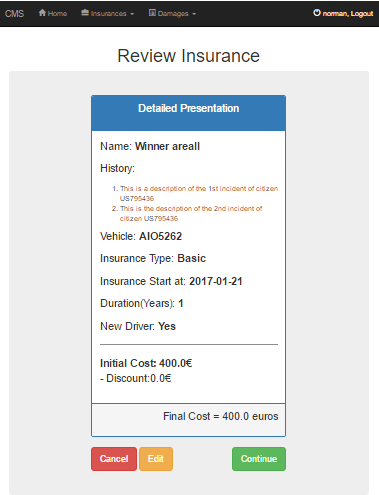 CMS Home Insurances Damages norman, Logout
Review Insurance
Detailed Presentation
Name: Winner areall
History:
1. This is a description of the 1st incident of citizen
US795436
2. This is the description of the 2nd incident of
citizen US795436
Vehicle: AIO5262
Insurance Type: Basic
Insurance Start at: 2017-01-21
Duration(Years): 1
New Driver: Yes
Initial Cost: 400.0€
- Discount:0.0€
Final Cost = 400.0 euros
Cancel Edit Continue